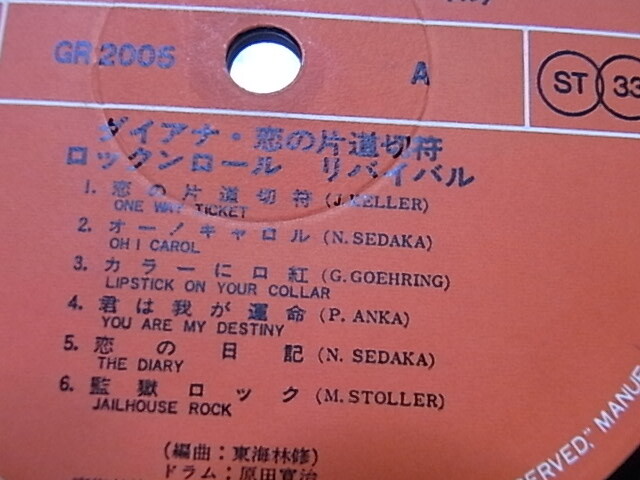 GR 2005
A
ST 33
ダイアナ・恋の片道切符
ロックンロール リバイバル
1. 恋の片道切符 (J. KELLER)
ONE WAY TICKET
2. オー！キャロル (N. SEDAKA)
OH! CAROL
3. カラーに口紅 (G. GOEHRING)
LIPSTICK ON YOUR COLLAR
4. 君は我が運命 (P. ANKA)
YOU ARE MY DESTINY
5. 恋の日記 (N. SEDAKA)
THE DIARY
6. 監獄ロック (M. STOLLER)
JAILHOUSE ROCK
(編曲：東海林修)
ドラム：原田寛治
RESERVED," MANUF